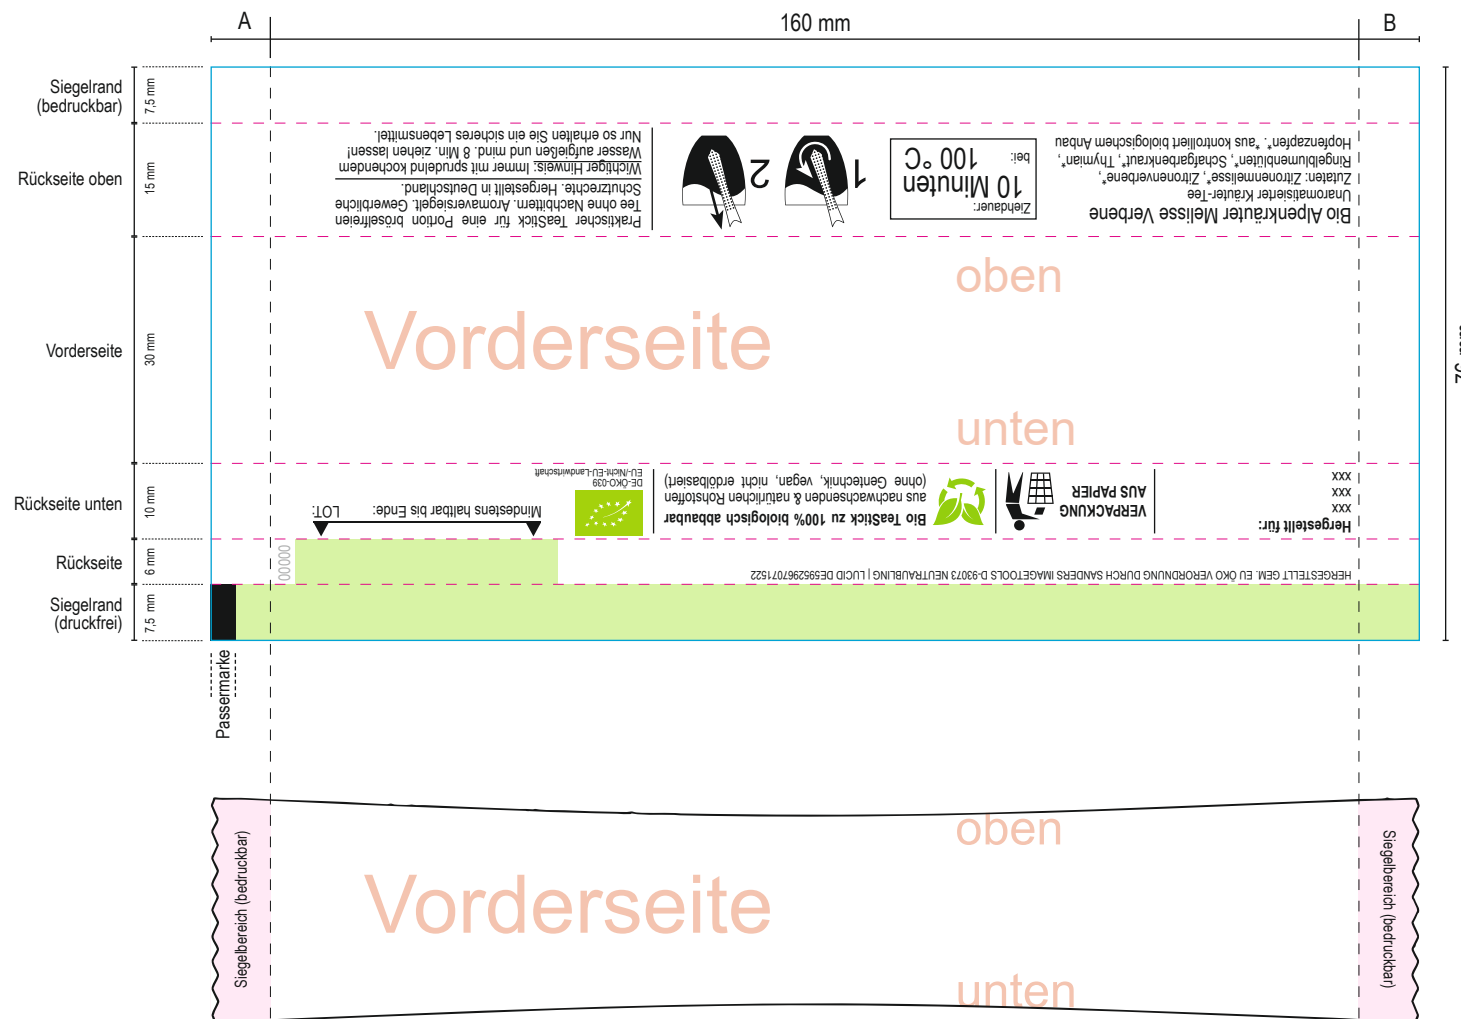 A
160 mm
B
Siegelrand
(bedruckbar)
7,5 mm
Rückseite oben
15 mm
Bio Alpenkräuter Melisse Verbene
Unaromatisierter Kräuter-Tee
Zutaten: Zitronenmelisse*, Zitronenverbene*,
Ringelblumenblüten*, Schafgarbenkraut*, Thymian*,
Hopfenzapfen*. *aus kontrolliert biologischem Anbau
Ziehdauer:
10 Minuten
bei:
100 °C
1
2
Praktischer TeaStick für eine Portion bröselfreien
Tee ohne Nachbittern. Aromaversiegelt. Gewerbliche
Schutzrechte. Hergestellt in Deutschland.
Wichtiger Hinweis: Immer mit sprudelnd kochendem
Wasser aufgießen und mind. 8 Min. ziehen lassen!
Nur so erhalten Sie ein sicheres Lebensmittel.
Vorderseite
30 mm
oben
Vorderseite
unten
Rückseite unten
10 mm
Hergestellt für:
xxx
xxx
xxx
VERPACKUNG
AUS PAPIER
Bio TeaStick zu 100% biologisch abbaubar
aus nachwachsenden & natürlichen Rohstoffen
(ohne Gentechnik, vegan, nicht erdölbasiert)
DE-ÖKO-039
EU-/Nicht-EU-Landwirtschaft
Mindestens haltbar bis Ende:
LOT:
Rückseite
6 mm
00000
HERGESTELLT GEM. EU ÖKO VERORDNUNG DURCH SANDERS IMAGETOOLS D-93073 NEUTRAUBLING | LUCID DE5952967071522
Siegelrand
(druckfrei)
7,5 mm
Passermarke
Siegelbereich (bedruckbar)
oben
Vorderseite
unten
Siegelbereich (bedruckbar)